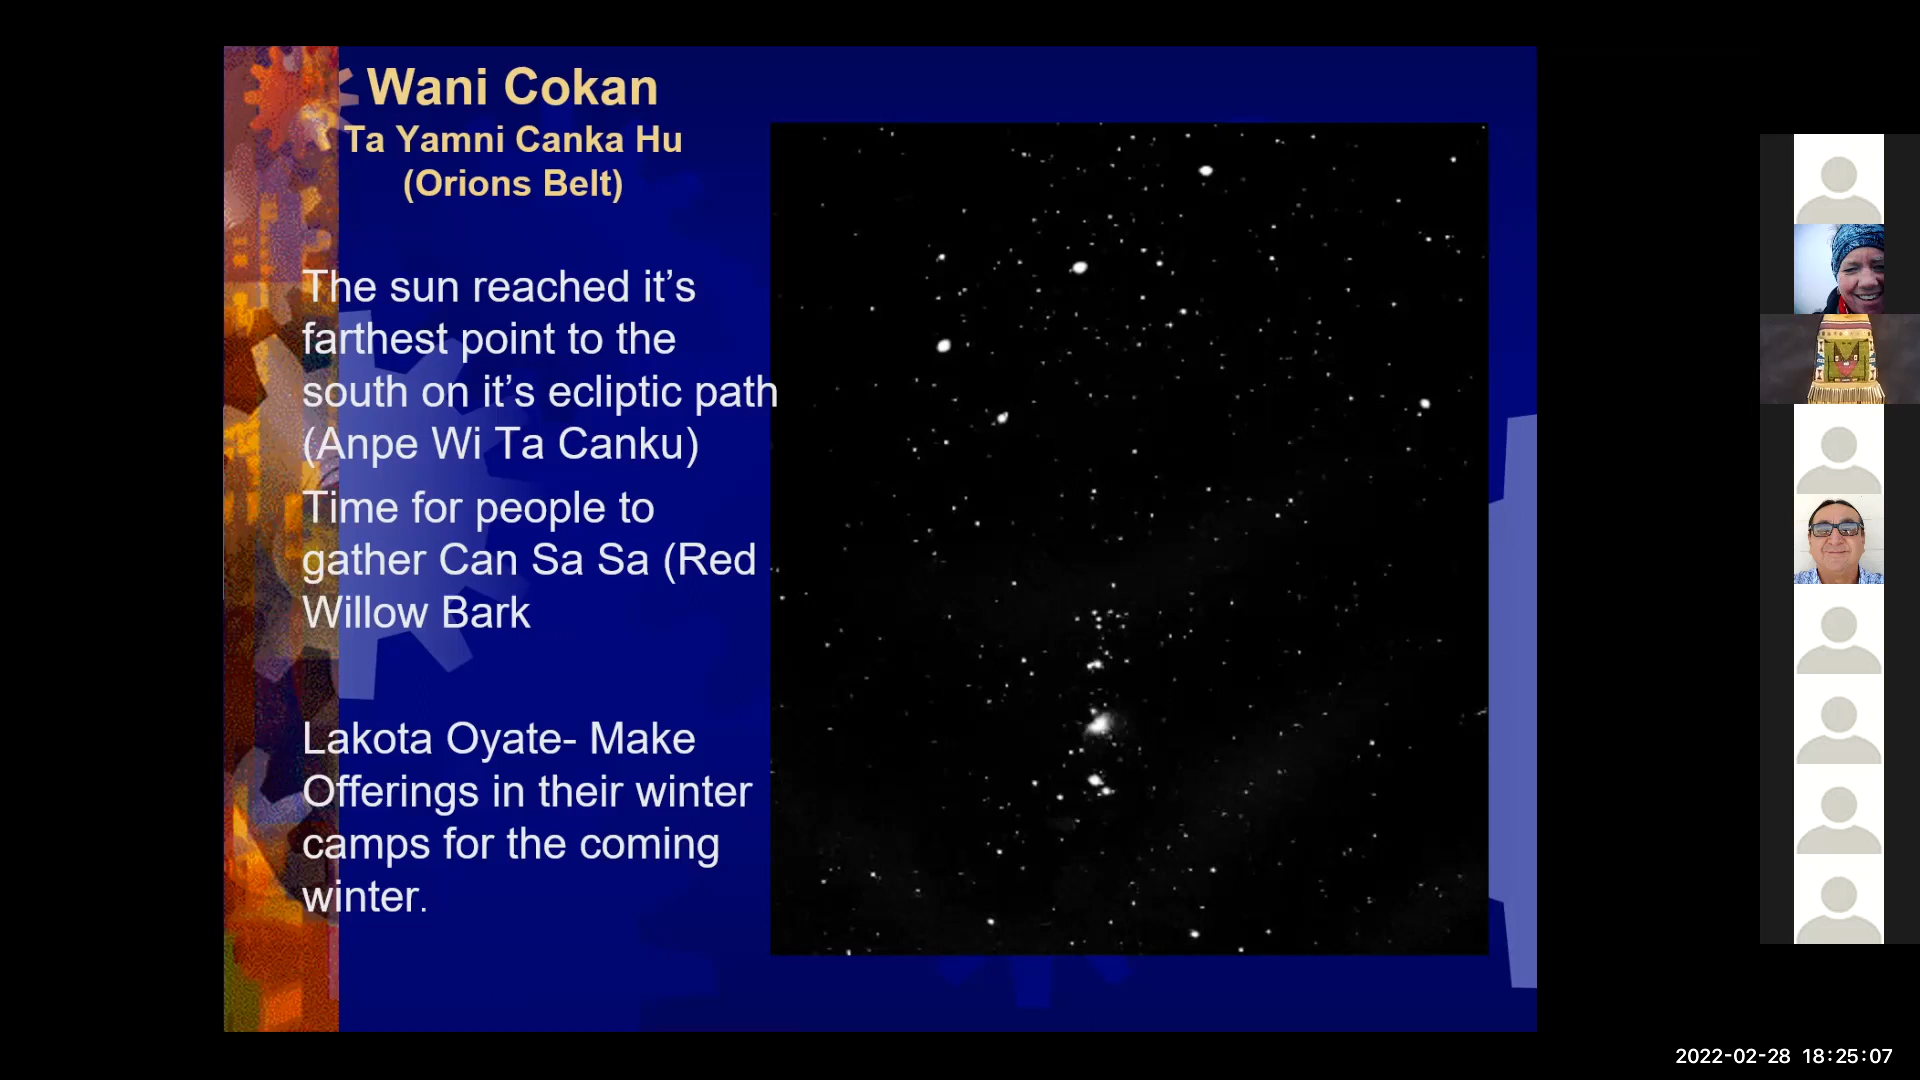 Wani Cokan
Ta Yamni Canka Hu
(Orions Belt)
The sun reached it’s
farthest point to the
south on it’s ecliptic path
(Anpe Wi Ta Canku)
Time for people to
gather Can Sa Sa (Red
Willow Bark
Lakota Oyate- Make
Offerings in their winter
camps for the coming
winter.
2022-02-28 18:25:07